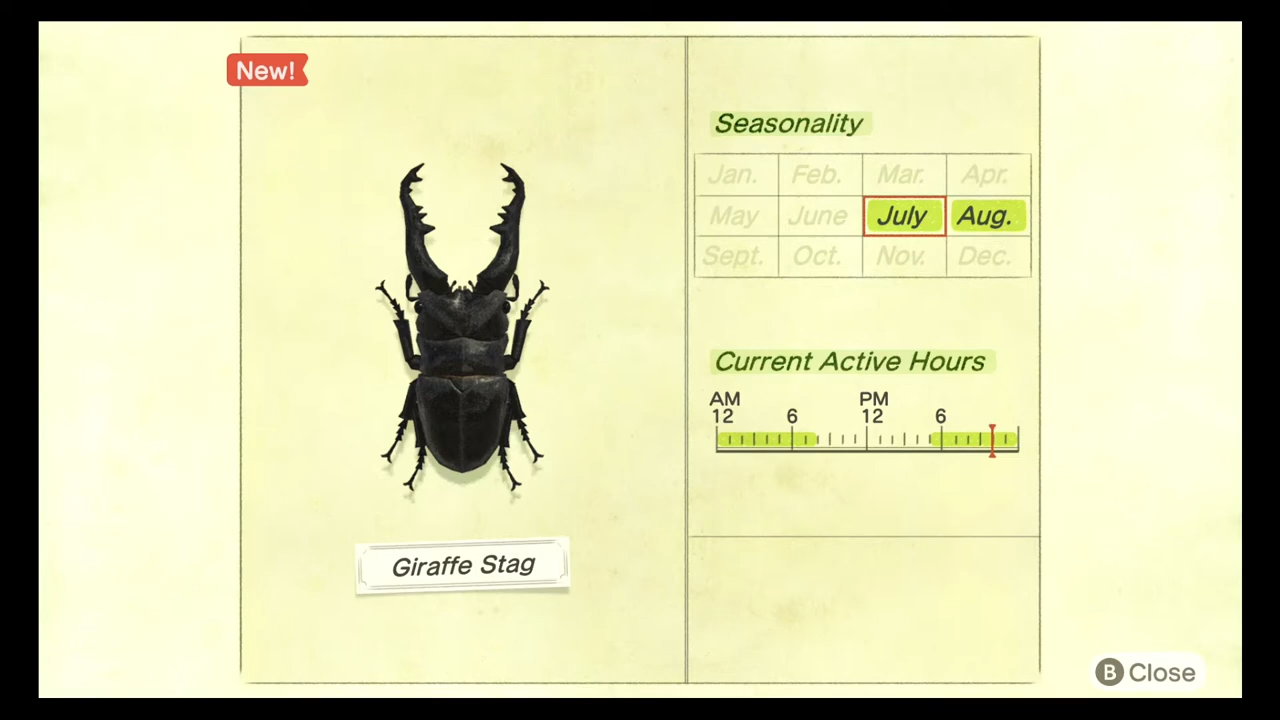 New!
Seasonality
Jan. Feb. Mar. Apr.
May June July Aug.
Sept. Oct. Nov. Dec.
Current Active Hours
AM PM
12 6 12 6
Giraffe Stag
B Close